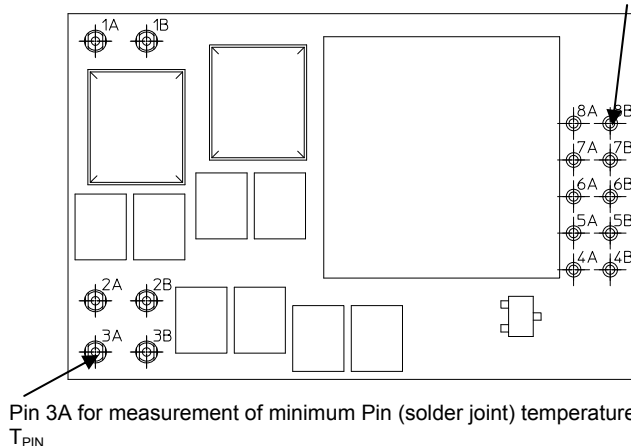 1A 1B
8A 8B
7A 7B
6A 6B
5A 5B
4A 4B
2A 2B
3A 3B
Pin 3A for measurement of minimum Pin (solder joint) temperature
TPIN